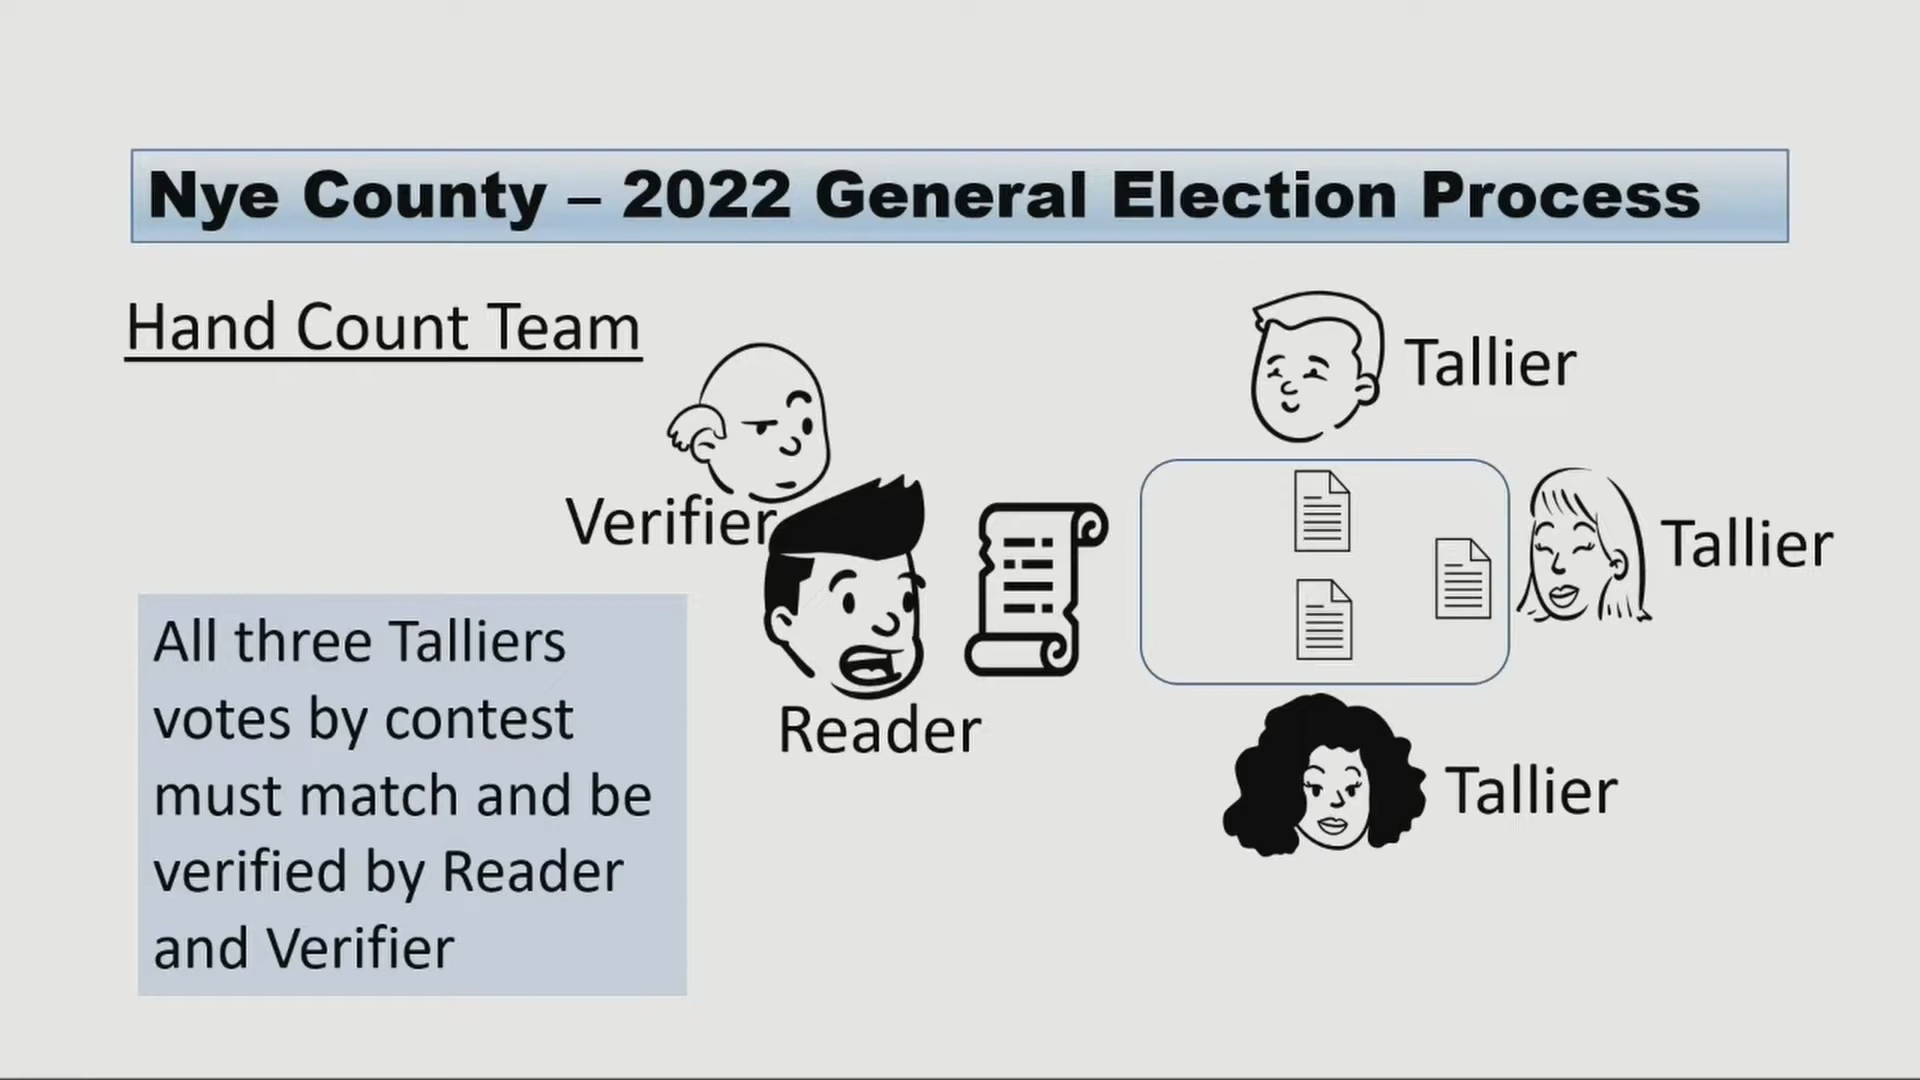 Nye County – 2022 General Election Process
Hand Count Team
Tallier
Verifier
Tallier
Reader
Tallier
All three Talliers
votes by contest
must match and be
verified by Reader
and Verifier